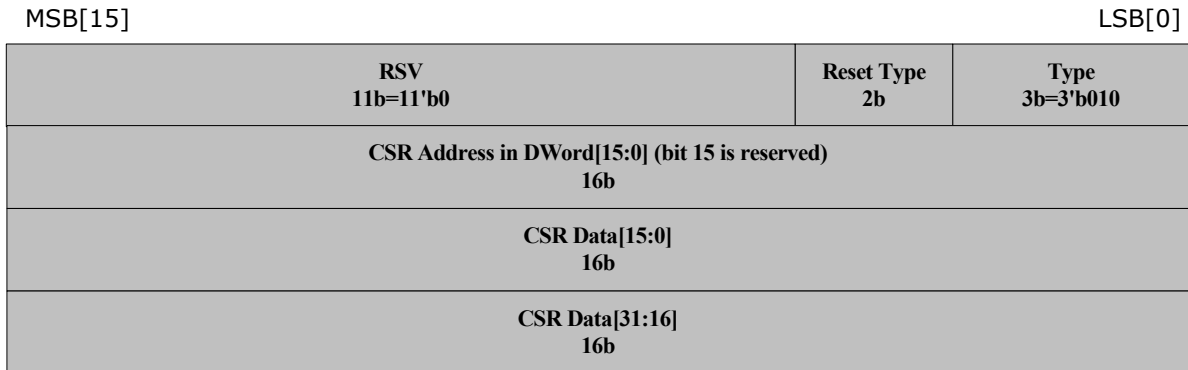 MSB[15] LSB[0]
RSV
11b=11'b0
Reset Type
2b
Type
3b=3'b010
CSR Address in DWord[15:0] (bit 15 is reserved)
16b
CSR Data[15:0]
16b
CSR Data[31:16]
16b